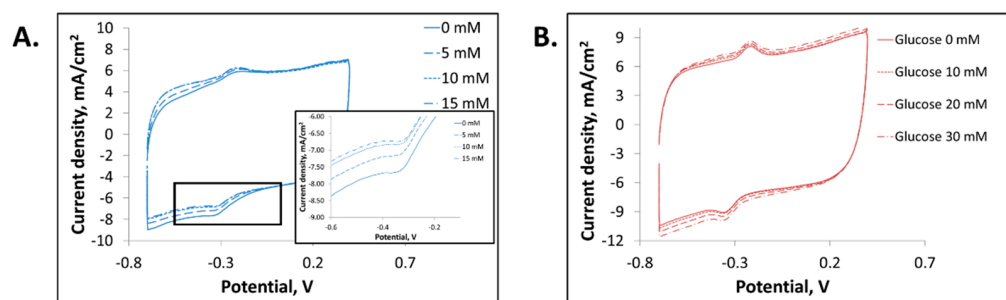 A.
Current density, mA/cm2
10
8
6
4
2
0
-2
-4
-6
-8
-10
-0.8
-0.3
0.2
0.7
Potential, V
0 mM
5 mM
10 mM
15 mM
Current density, mA/cm2
-6.00
-6.50
-7.00
-7.50
-8.00
-8.50
-9.00
-0.6
-0.4
-0.2
Potential, V
0 mM
5 mM
10 mM
15 mM
B.
Current density, mA/cm2
9
6
3
0
-3
-6
-9
-12
-0.8
-0.3
0.2
0.7
Potential, V
Glucose 0 mM
Glucose 10 mM
Glucose 20 mM
Glucose 30 mM